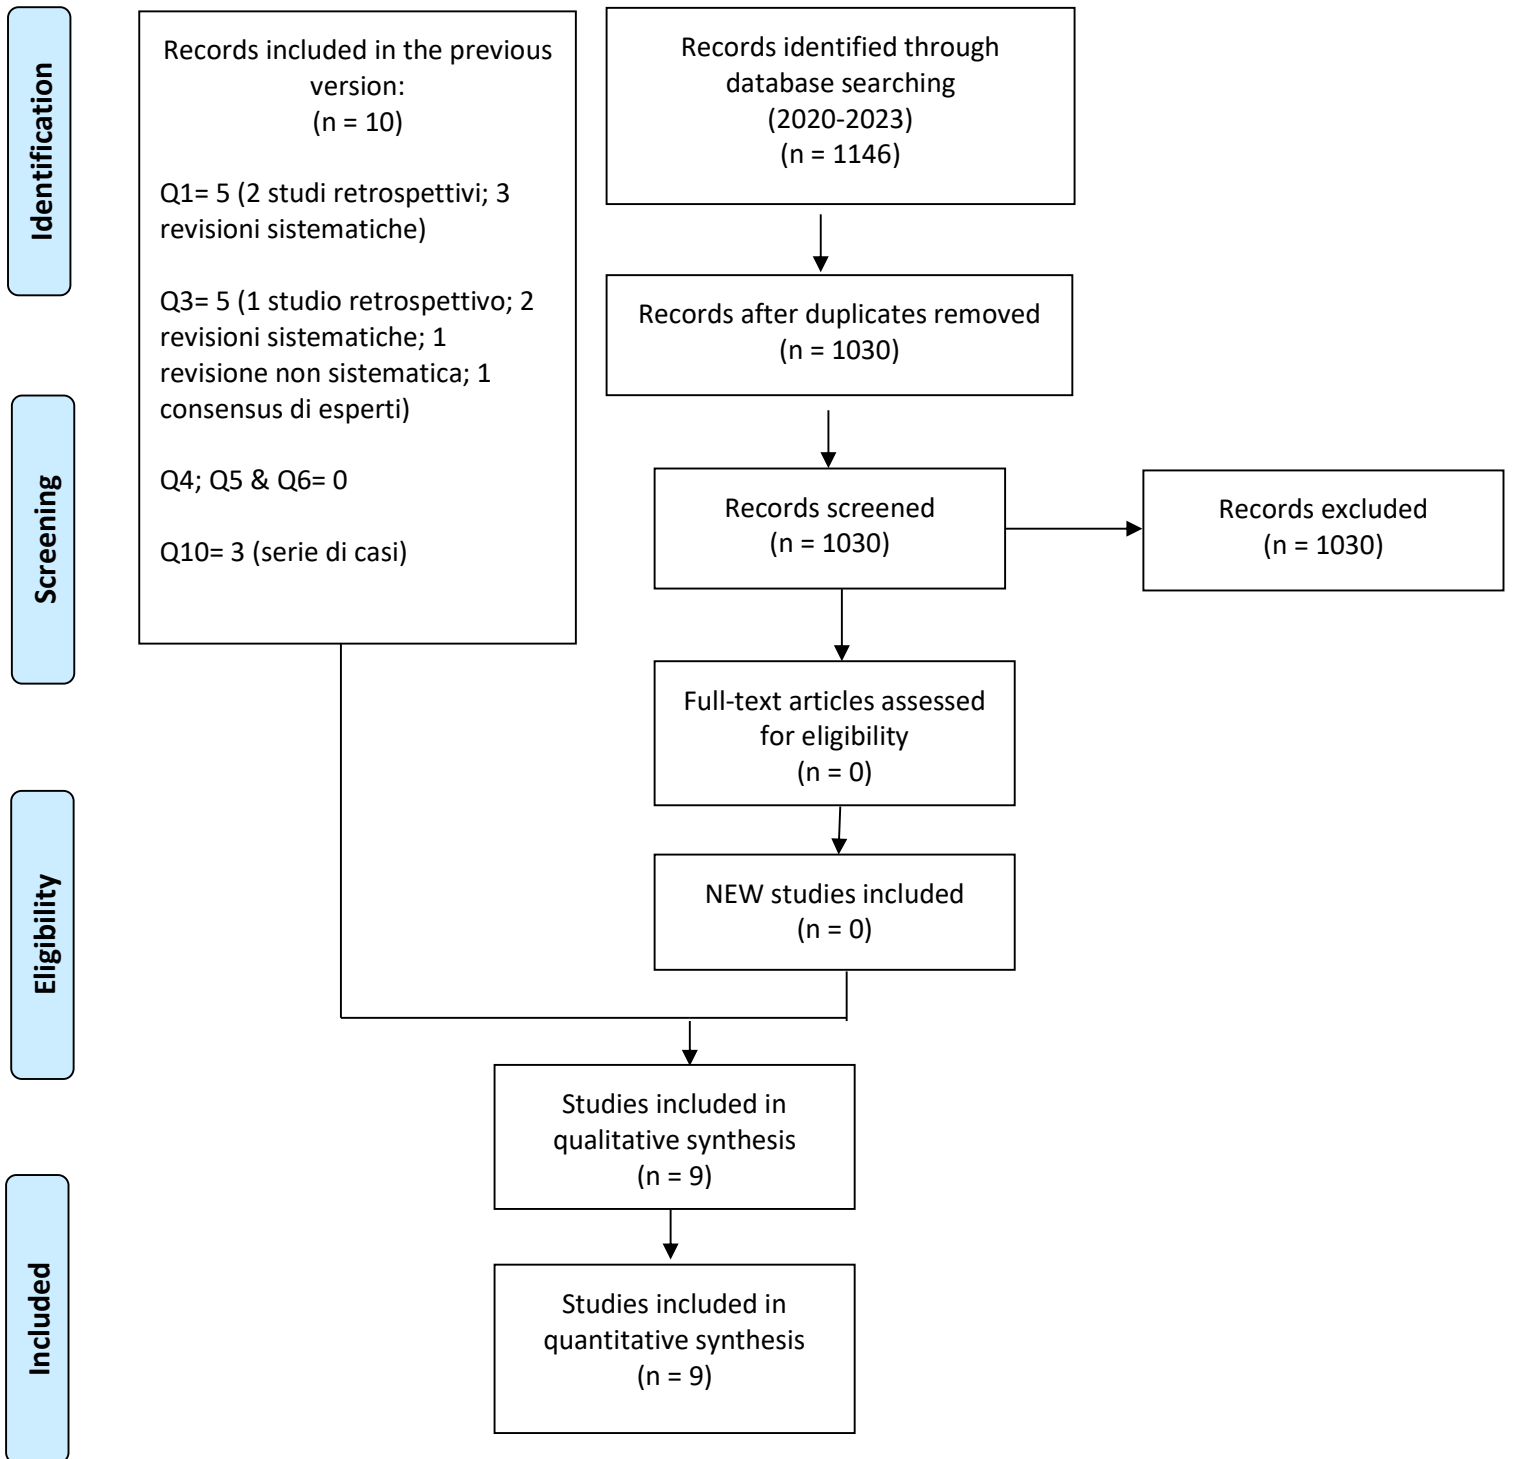 Identification
Records included in the previous
version:
(n = 10)
Q1= 5 (2 studi retrospettivi; 3
revisioni sistematiche)
Q3= 5 (1 studio retrospettivo; 2
revisioni sistematiche; 1
revisione non sistematica; 1
consensus di esperti)
Q4; Q5 & Q6= 0
Q10= 3 (serie di casi)
Records identified through
database searching
(2020-2023)
(n = 1146)
Records after duplicates removed
(n = 1030)
Screening
Records screened
(n = 1030)
Records excluded
(n = 1030)
Full-text articles assessed
for eligibility
(n = 0)
Eligibility
NEW studies included
(n = 0)
Studies included in
qualitative synthesis
(n = 9)
Included
Studies included in
quantitative synthesis
(n = 9)